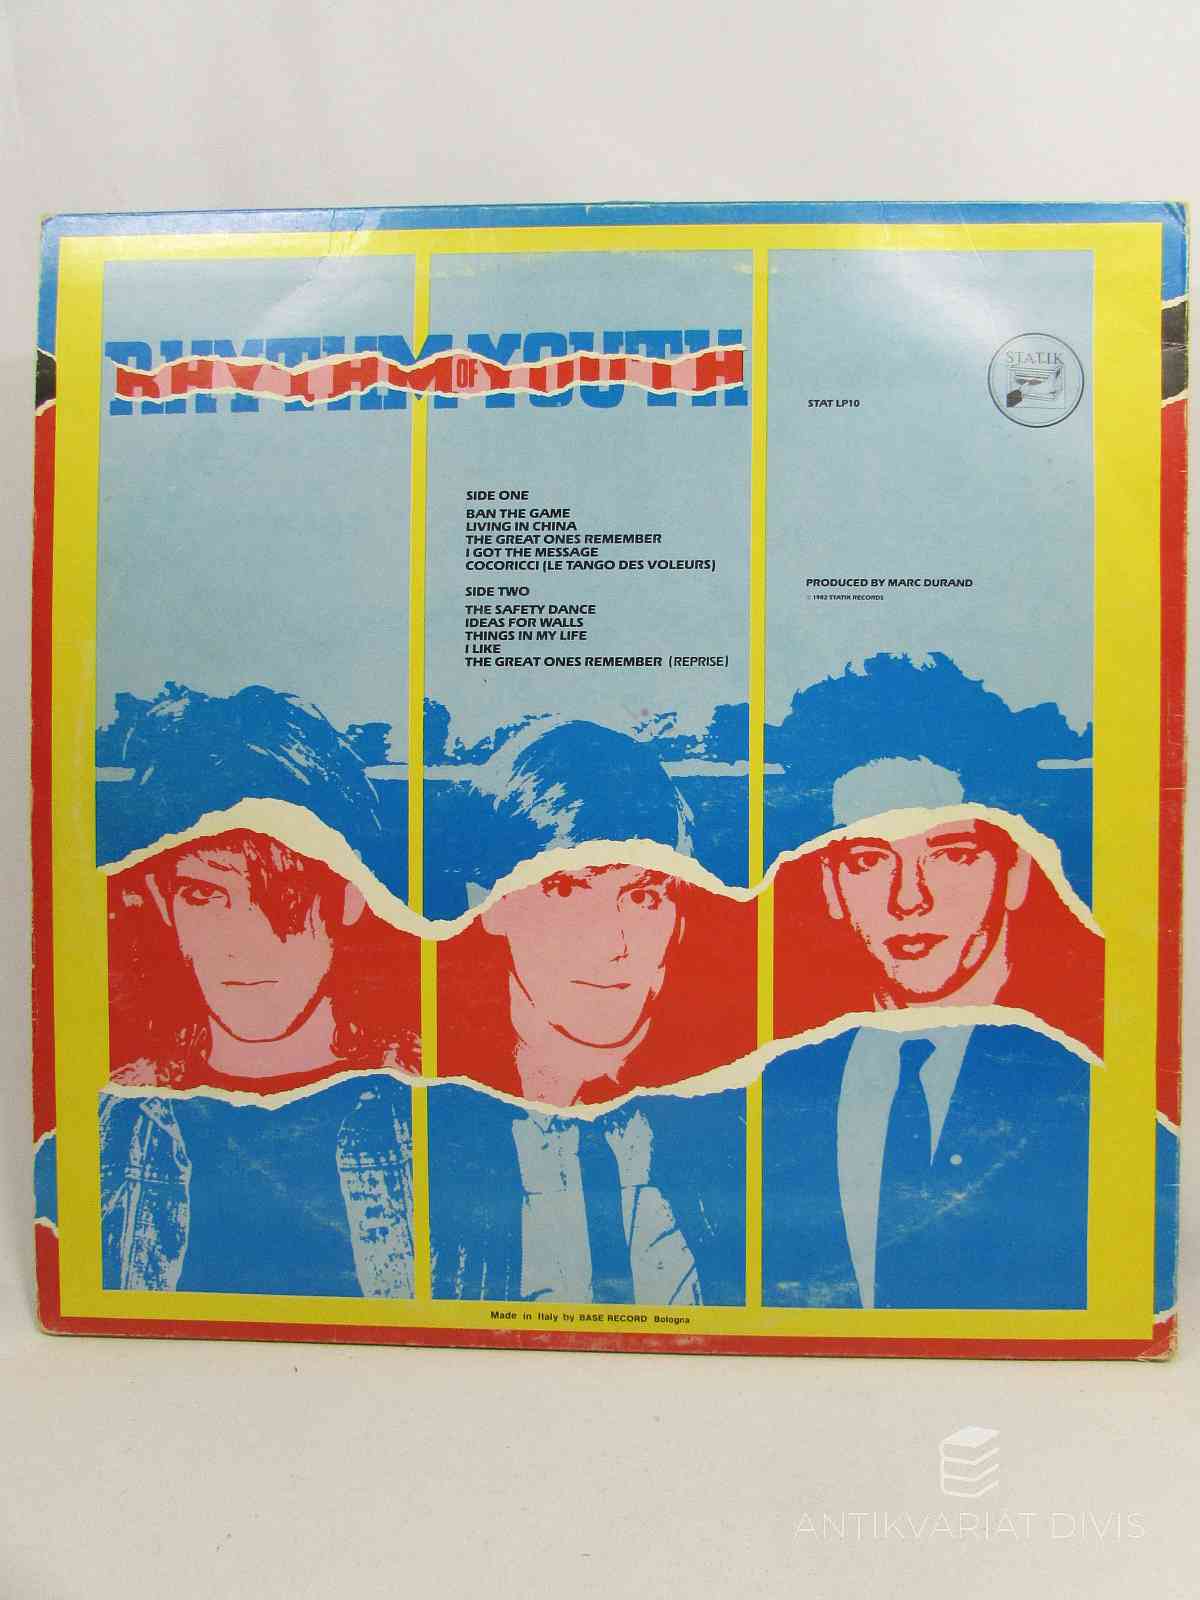 RHYTHM OF YOUTH
STATIK
STAT LP10
SIDE ONE
BAN THE GAME
LIVING IN CHINA
THE GREAT ONES REMEMBER
I GOT THE MESSAGE
COCORICCI (LE TANGO DES VOLEURS)
SIDE TWO
THE SAFETY DANCE
IDEAS FOR WALLS
THINGS IN MY LIFE
I LIKE
THE GREAT ONES REMEMBER (REPRISE)
PRODUCED BY MARC DURAND
© 1982 STATIK RECORDS
Made in Italy by BASE RECORD Bologna
ANTIKVARIÁT DIVIS